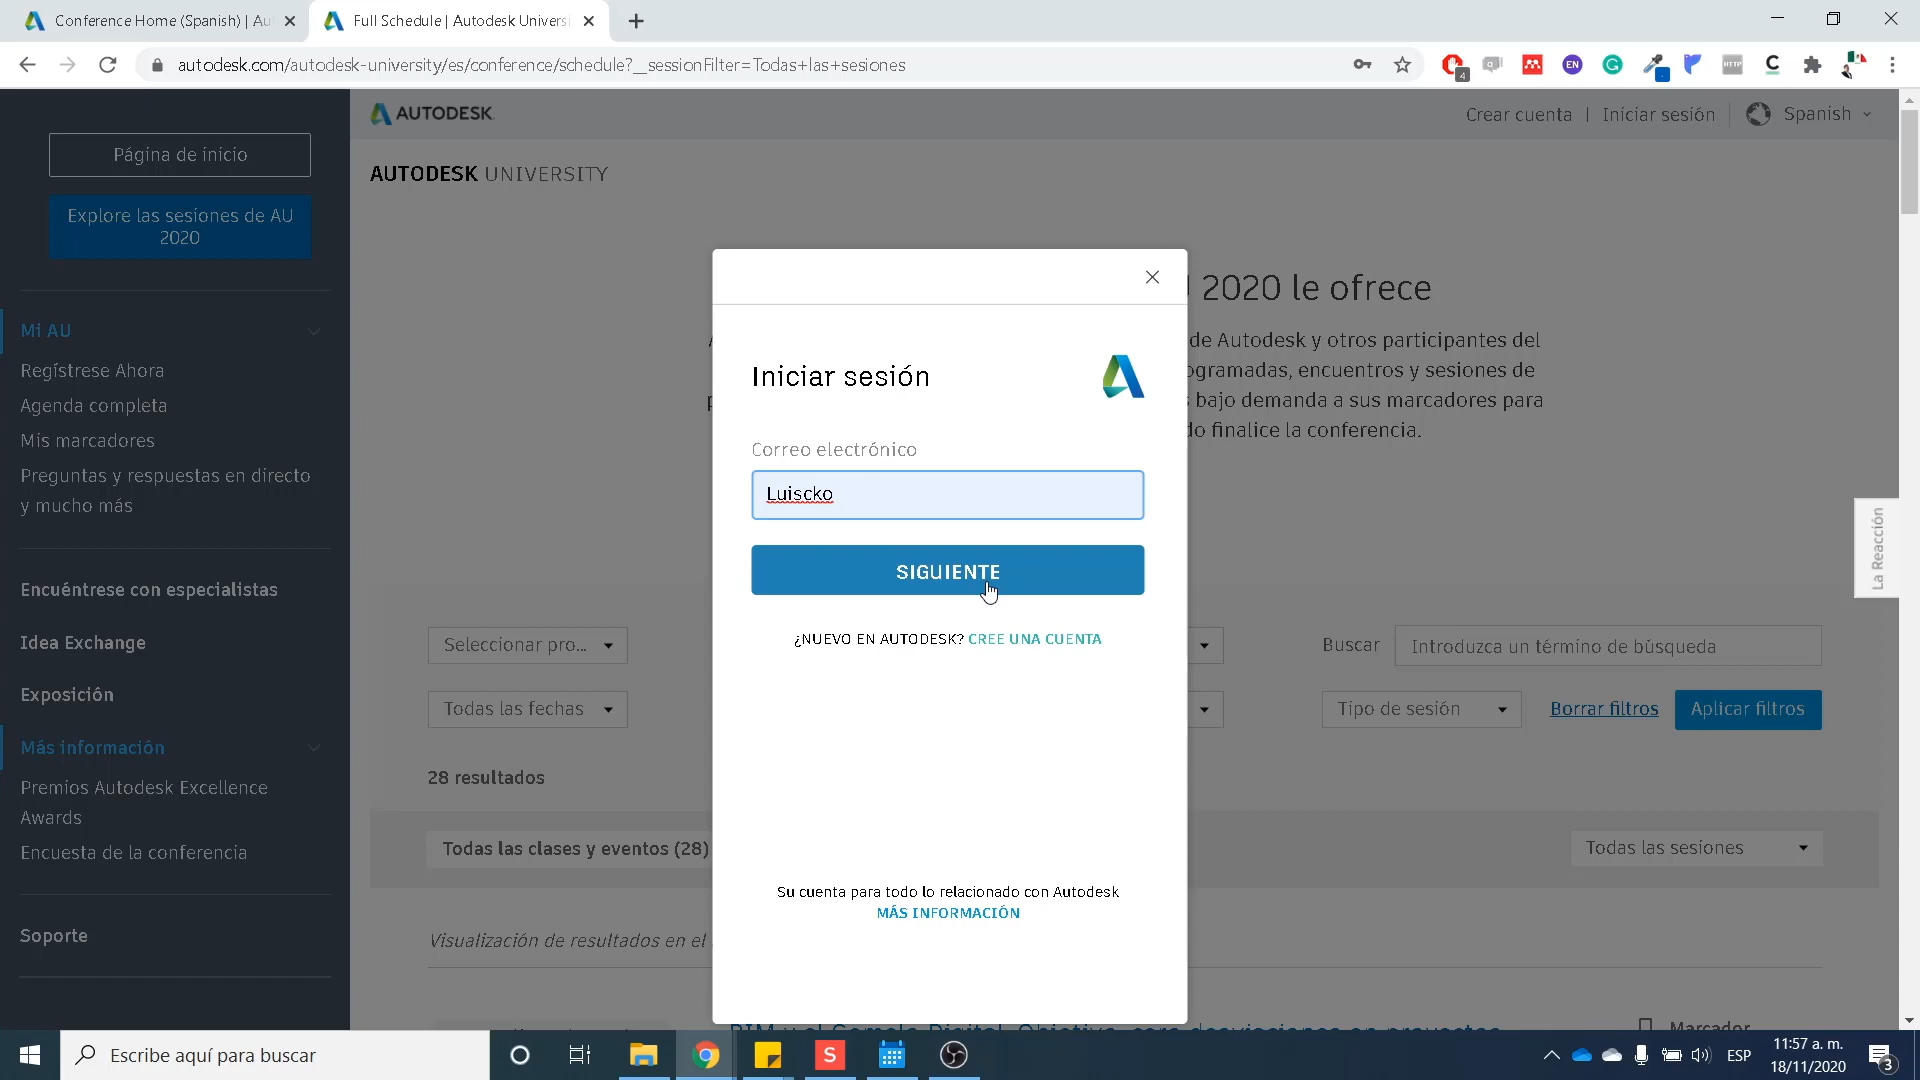 Conference Home (Spanish) | Au
Full Schedule | Autodesk Universi
autodesk.com/autodesk-university/es/conference/schedule?__sessionFilter=Todas+las+sesiones
4
EN
HTTP
Página de inicio
Explore las sesiones de AU
2020
Mi AU
Regístrese Ahora
Agenda completa
Mis marcadores
Preguntas y respuestas en directo
y mucho más
Encuéntrese con especialistas
Idea Exchange
Exposición
Más información
Premios Autodesk Excellence
Awards
Encuesta de la conferencia
Soporte
AUTODESK
Crear cuenta | Iniciar sesión
Spanish
AUTODESK UNIVERSITY
2020 le ofrece
de Autodesk y otros participantes del
ogramadas, encuentros y sesiones de
bajo demanda a sus marcadores para
do finalice la conferencia.
Iniciar sesión
Correo electrónico
Luiscko
SIGUIENTE
¿NUEVO EN AUTODESK? CREE UNA CUENTA
Su cuenta para todo lo relacionado con Autodesk
MÁS INFORMACIÓN
La Reacción
Seleccionar pro...
Buscar
Introduzca un término de búsqueda
Todas las fechas
Tipo de sesión
Borrar filtros
Aplicar filtros
28 resultados
Todas las clases y eventos (28)
Todas las sesiones
Visualización de resultados en el
Marcador
Escribe aquí para buscar
S
ESP
11:57 a. m.
18/11/2020
3